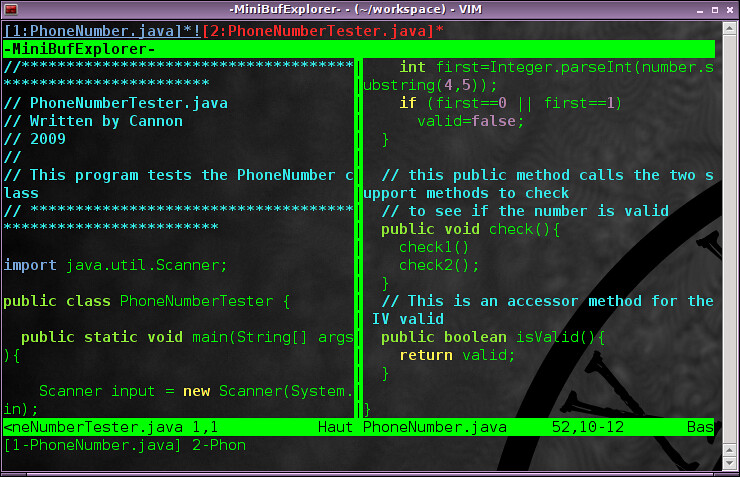 -MiniBufExplorer- - (~/workspace) - VIM
[1:PhoneNumber.java]*![2:PhoneNumberTester.java]*
-MiniBufExplorer-
//*************************************
***********************
// PhoneNumberTester.java
// Written by Cannon
// 2009
//
// This program tests the PhoneNumber c
lass
// ************************************
************************
import java.util.Scanner;
public class PhoneNumberTester {
public static void main(String[] args
){
Scanner input = new Scanner(System.
in);
<neNumberTester.java 1,1 Haut
int first=Integer.parseInt(number.s
ubstring(4,5));
if (first==0 || first==1)
valid=false;
}
// this public method calls the two s
upport methods to check
// to see if the number is valid
public void check(){
check1()
check2();
}
// This is an accessor method for the
IV valid
public boolean isValid(){
return valid;
}
}
PhoneNumber.java 52,10-12 Bas
[1-PhoneNumber.java] 2-Phon